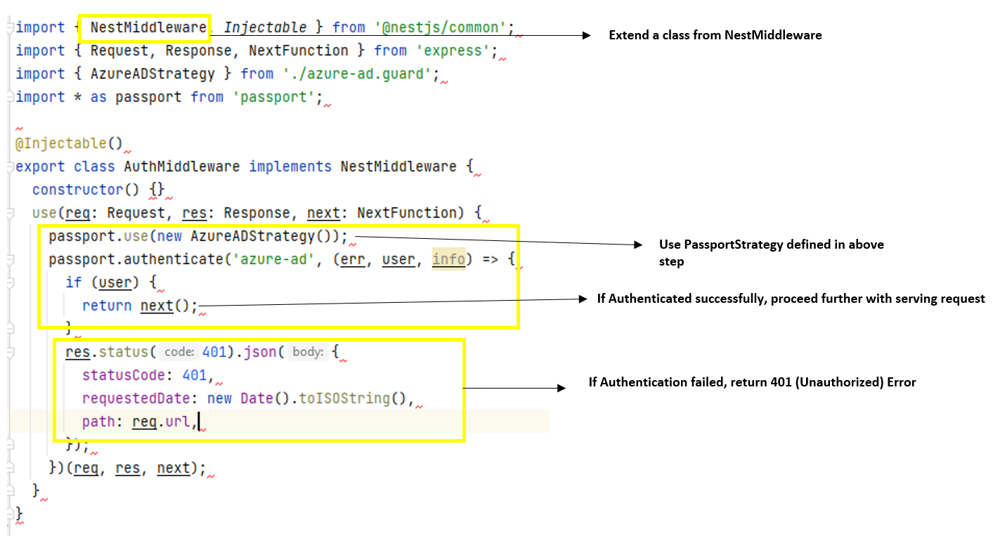 import { NestMiddleware, Injectable } from '@nestjs/common';
Extend a class from NestMiddleware
import { Request, Response, NextFunction } from 'express';
import { AzureADStrategy } from './azure-ad.guard';
import * as passport from 'passport';
@Injectable()
export class AuthMiddleware implements NestMiddleware {
constructor() {}
use(req: Request, res: Response, next: NextFunction) {
passport.use(new AzureADStrategy());
Use PassportStrategy defined in above
step
passport.authenticate('azure-ad', (err, user, info) => {
if (user) {
return next();
If Authenticated successfully, proceed further with serving request
}
res.status( code: 401).json( body: {
statusCode: 401,
If Authentication failed, return 401 (Unauthorized) Error
requestedDate: new Date().toISOString(),
path: req.url,
});
})(req, res, next);
}
}